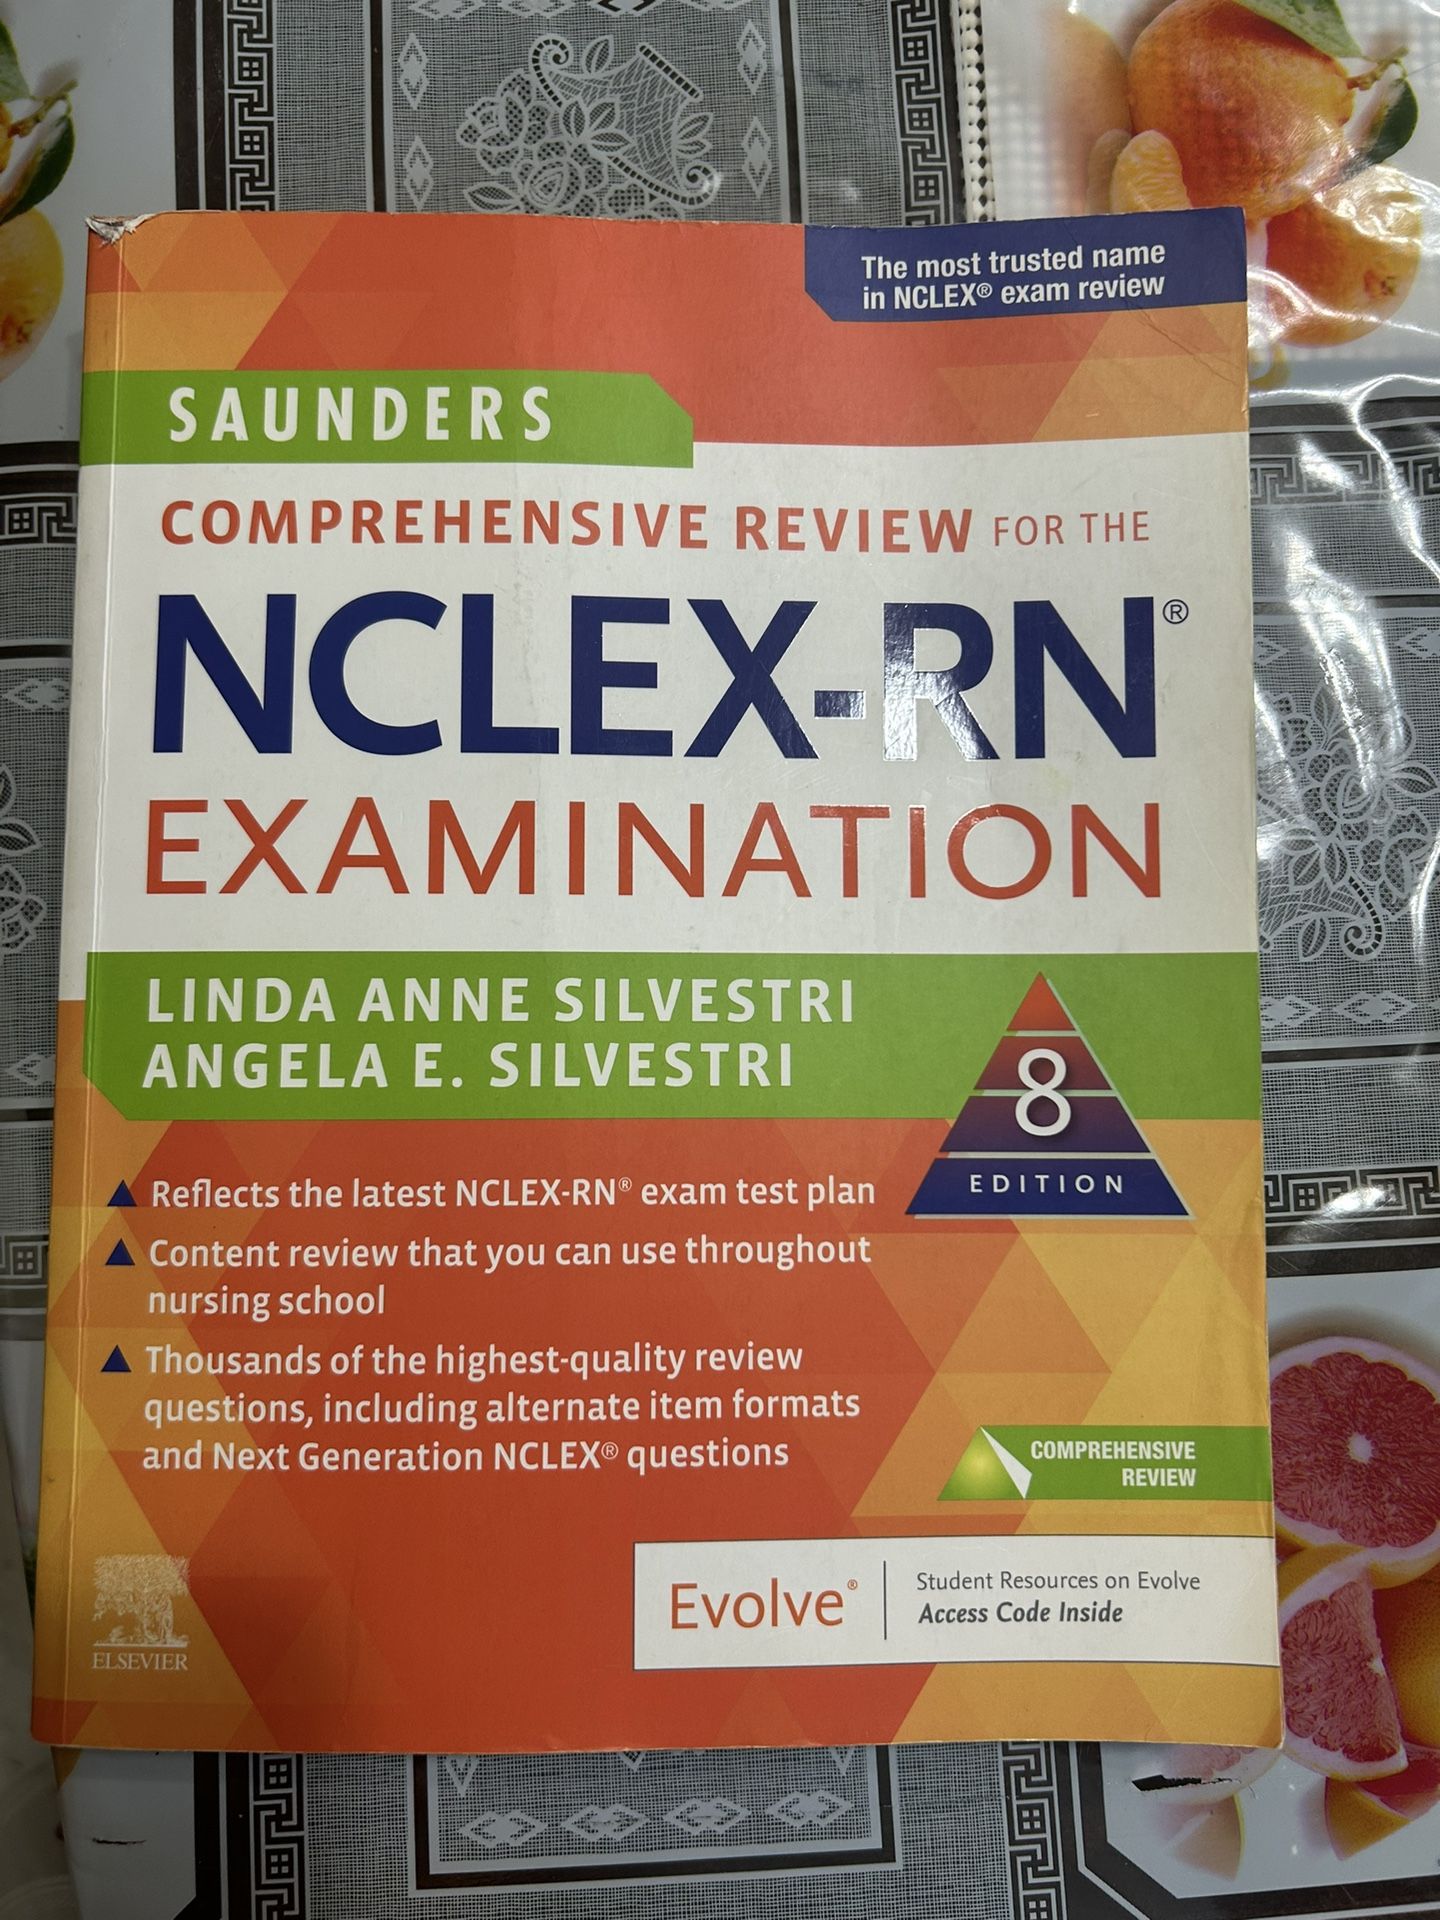 The most trusted name
in NCLEX® exam review
SAUNDERS
COMPREHENSIVE REVIEW FOR THE
NCLEX-RN®
EXAMINATION
LINDA ANNE SILVESTRI
ANGELA E. SILVESTRI
8
EDITION
Reflects the latest NCLEX-RN® exam test plan
Content review that you can use throughout
nursing school
Thousands of the highest-quality review
questions, including alternate item formats
and Next Generation NCLEX® questions
COMPREHENSIVE
REVIEW
ELSEVIER
Evolve®
Student Resources on Evolve
Access Code Inside